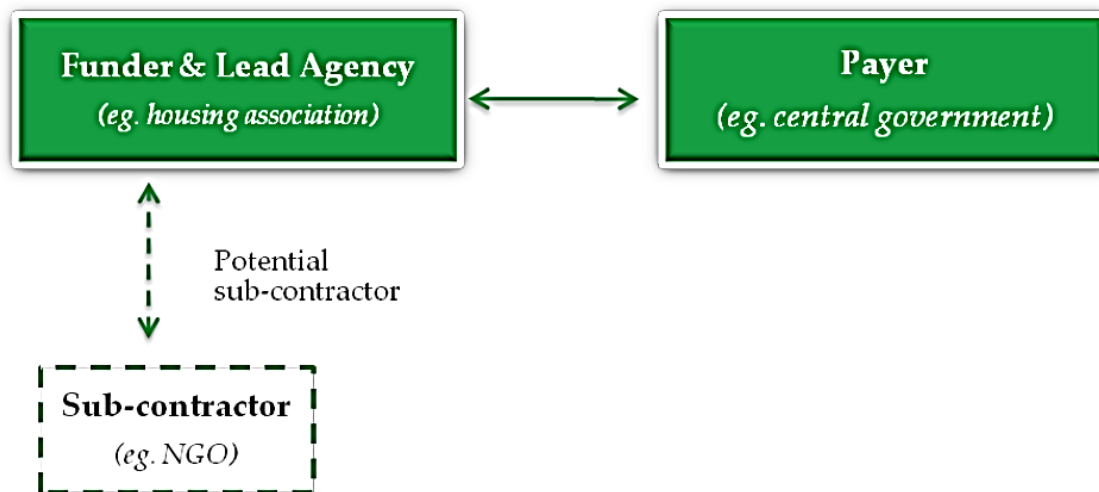 Funder & Lead Agency
(eg. housing association)
Payer
(eg. central government)
Potential
sub-contractor
Sub-contractor
(eg. NGO)